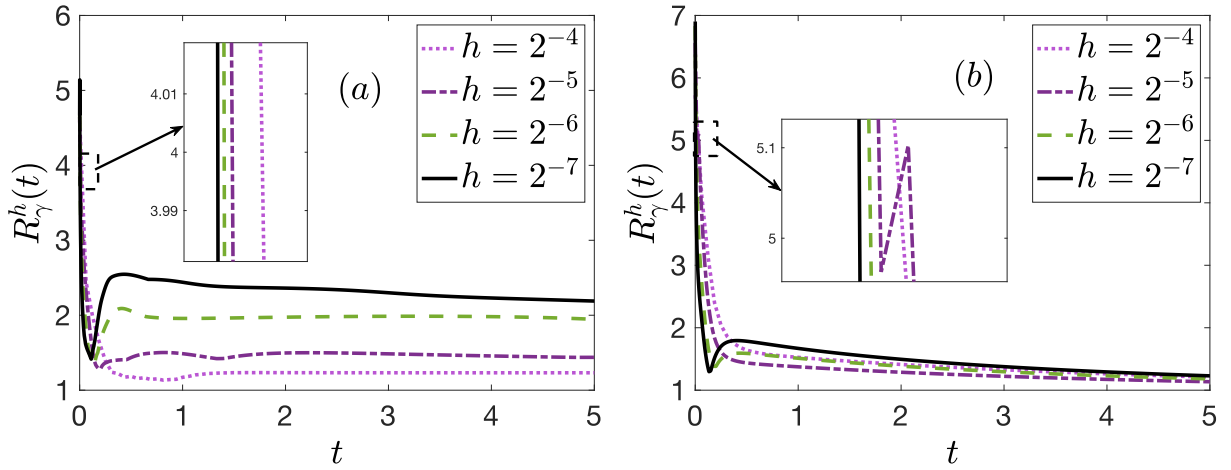 6
5
4
3
2
1
R_γ^h(t)
0
1
2
3
4
5
t
(a)
4.01
4
3.99
h = 2^{-4}
h = 2^{-5}
h = 2^{-6}
h = 2^{-7}
7
6
5
4
3
2
1
R_γ^h(t)
0
1
2
3
4
5
t
(b)
5.1
5
h = 2^{-4}
h = 2^{-5}
h = 2^{-6}
h = 2^{-7}